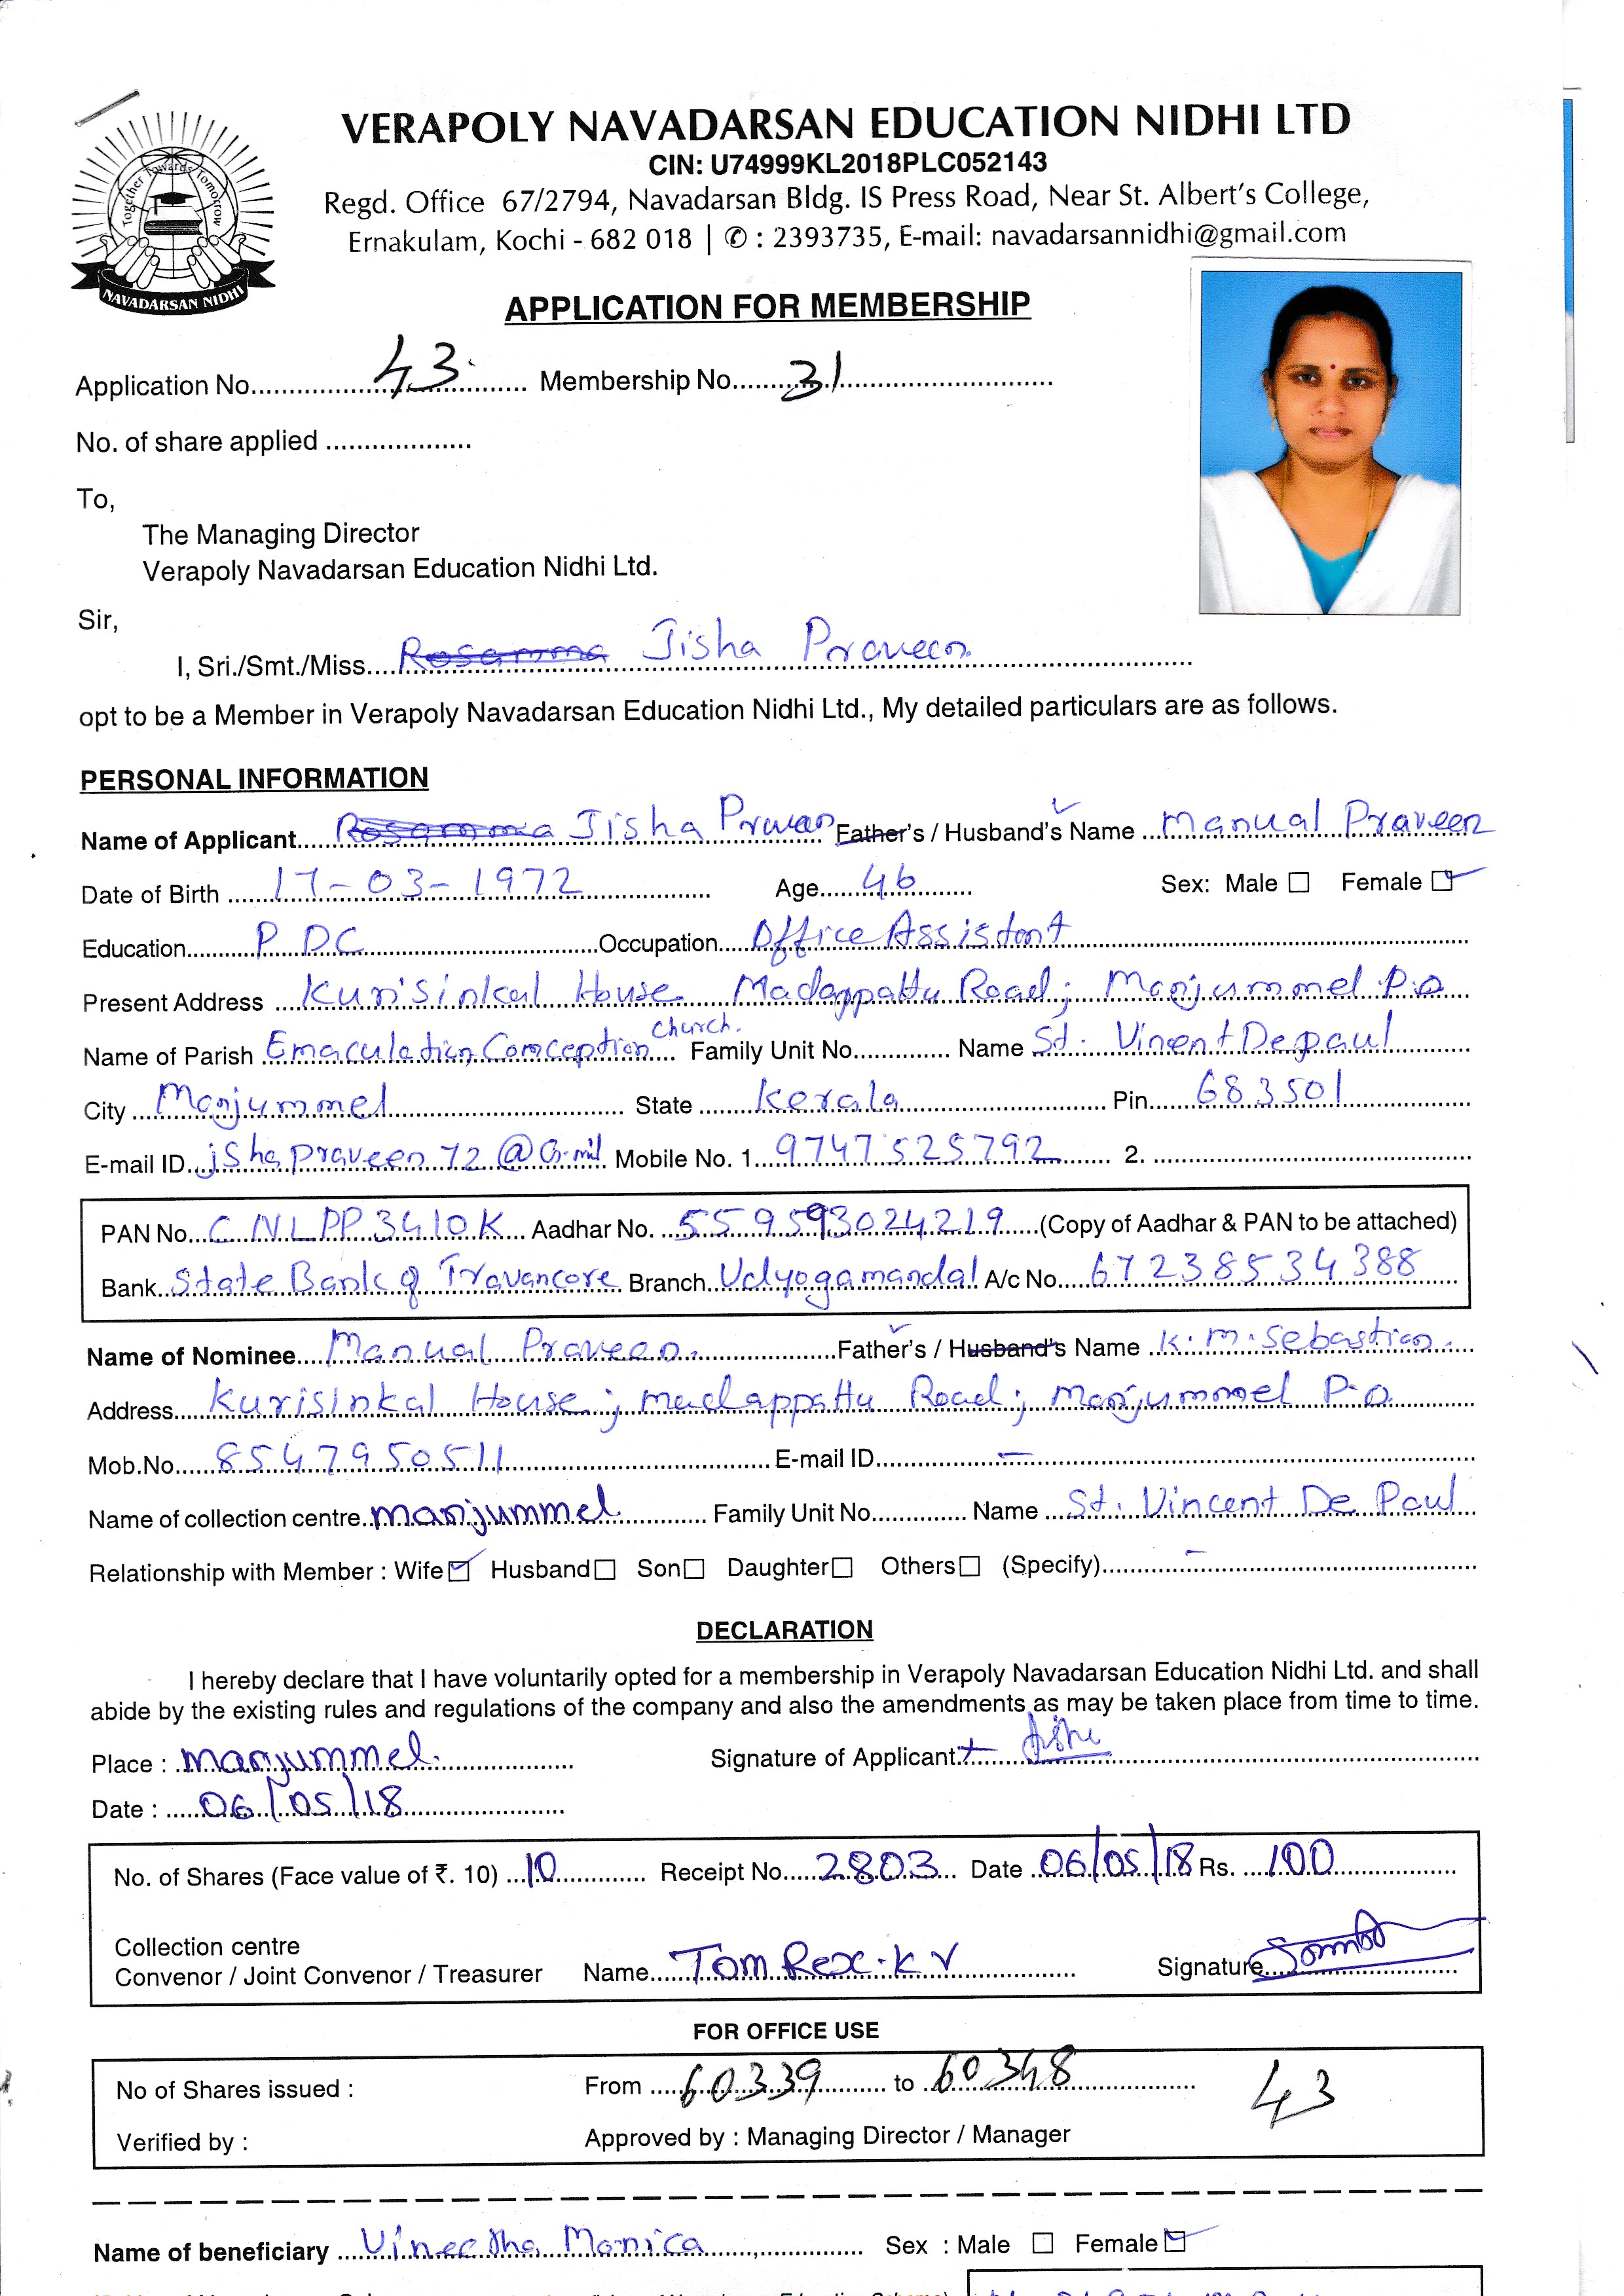 Together Towards Tomorrow
NAVADARSAN NIDHI
VERAPOLY NAVADARSAN EDUCATION NIDHI LTD
CIN: U74999KL2018PLC052143
Regd. Office 67/2794, Navadarsan Bldg. IS Press Road, Near St. Albert's College,
Ernakulam, Kochi - 682 018 | ✆ : 2393735, E-mail: navadarsannidhi@gmail.com
APPLICATION FOR MEMBERSHIP
Application No. 43 Membership No. 31
No. of share applied
To,
The Managing Director
Verapoly Navadarsan Education Nidhi Ltd.
Sir,
I, Sri./Smt./Miss. Rosamma Jisha Praveen
opt to be a Member in Verapoly Navadarsan Education Nidhi Ltd., My detailed particulars are as follows.
PERSONAL INFORMATION
Name of Applicant Rosamma Jisha Father's / Husband's Name Manual Praveen
Date of Birth 17-03-1972 Age 46 Sex: Male ☐ Female ☑
Education P D C Occupation Office Assistant
Present Address Kurisinkal House Madappattu Road; Manjummel P.O
Name of Parish Emaculation Comception Church. Family Unit No. Name St. Vincent Depaul
City Manjummel State Kerala Pin 683501
E-mail ID jShapraveen72@G-mil Mobile No. 1. 9747525792 2.
PAN No. CNLPP3410K Aadhar No. 559593024219 (Copy of Aadhar & PAN to be attached)
Bank State Bank of Travancore Branch Udyogamandal A/c No. 67238534388
Name of Nominee Manual Praveen Father's / Husband's Name K.M. Sebastian
Address Kurisinkal House; madappattu Road; Manjummel P.O.
Mob.No. 8547950511 E-mail ID —
Name of collection centre manjummel Family Unit No. Name St. Vincent De Paul
Relationship with Member : Wife ☑ Husband ☐ Son ☐ Daughter ☐ Others ☐ (Specify) –
DECLARATION
I hereby declare that I have voluntarily opted for a membership in Verapoly Navadarsan Education Nidhi Ltd. and shall
abide by the existing rules and regulations of the company and also the amendments as may be taken place from time to time.
Place : manjummel. Signature of Applicant
Date : 06/05/18
No. of Shares (Face value of ₹. 10) 10 Receipt No. 2803 Date 06/05/18 Rs. 100
Collection centre
Convenor / Joint Convenor / Treasurer Name Tom Rex. K V Signature
FOR OFFICE USE
No of Shares issued : From 60339 to 60348 43
Verified by : Approved by : Managing Director / Manager
Name of beneficiary Vineetha Monica Sex : Male ☐ Female ☑